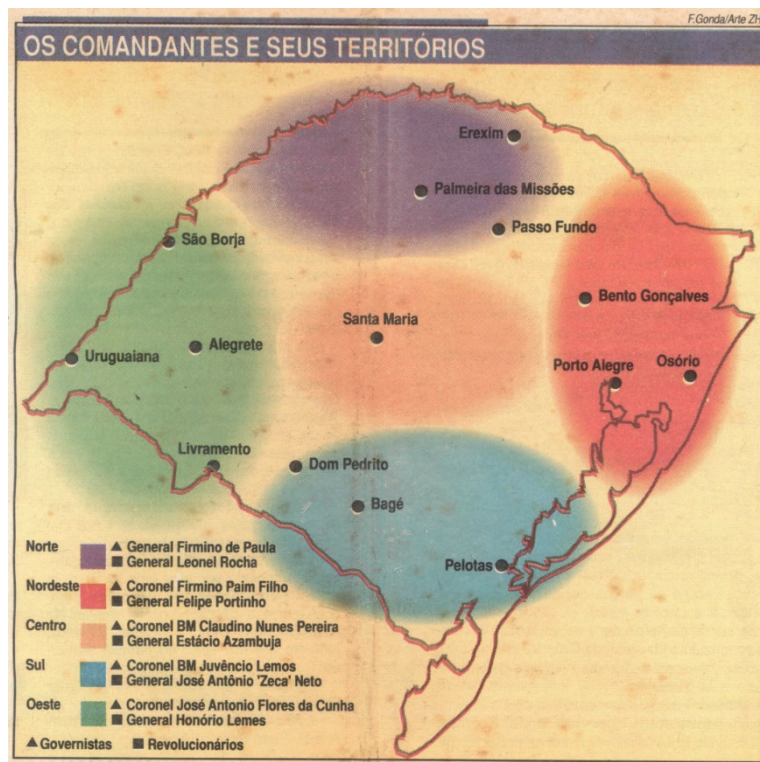 F.Gonda/Arte ZH
OS COMANDANTES E SEUS TERRITÓRIOS
Erexim
Palmeira das Missões
Passo Fundo
São Borja
Bento Gonçalves
Santa Maria
Alegrete
Uruguaiana
Porto Alegre
Osório
Livramento
Dom Pedrito
Bagé
Pelotas
Norte
▲ General Firmino de Paula
■ General Leonel Rocha
Nordeste
▲ Coronel Firmino Paim Filho
■ General Felipe Portinho
Centro
▲ Coronel BM Claudino Nunes Pereira
■ General Estácio Azambuja
Sul
▲ Coronel BM Juvêncio Lemos
■ General José Antônio 'Zeca' Neto
Oeste
▲ Coronel José Antonio Flores da Cunha
■ General Honório Lemes
▲ Governistas ■ Revolucionários